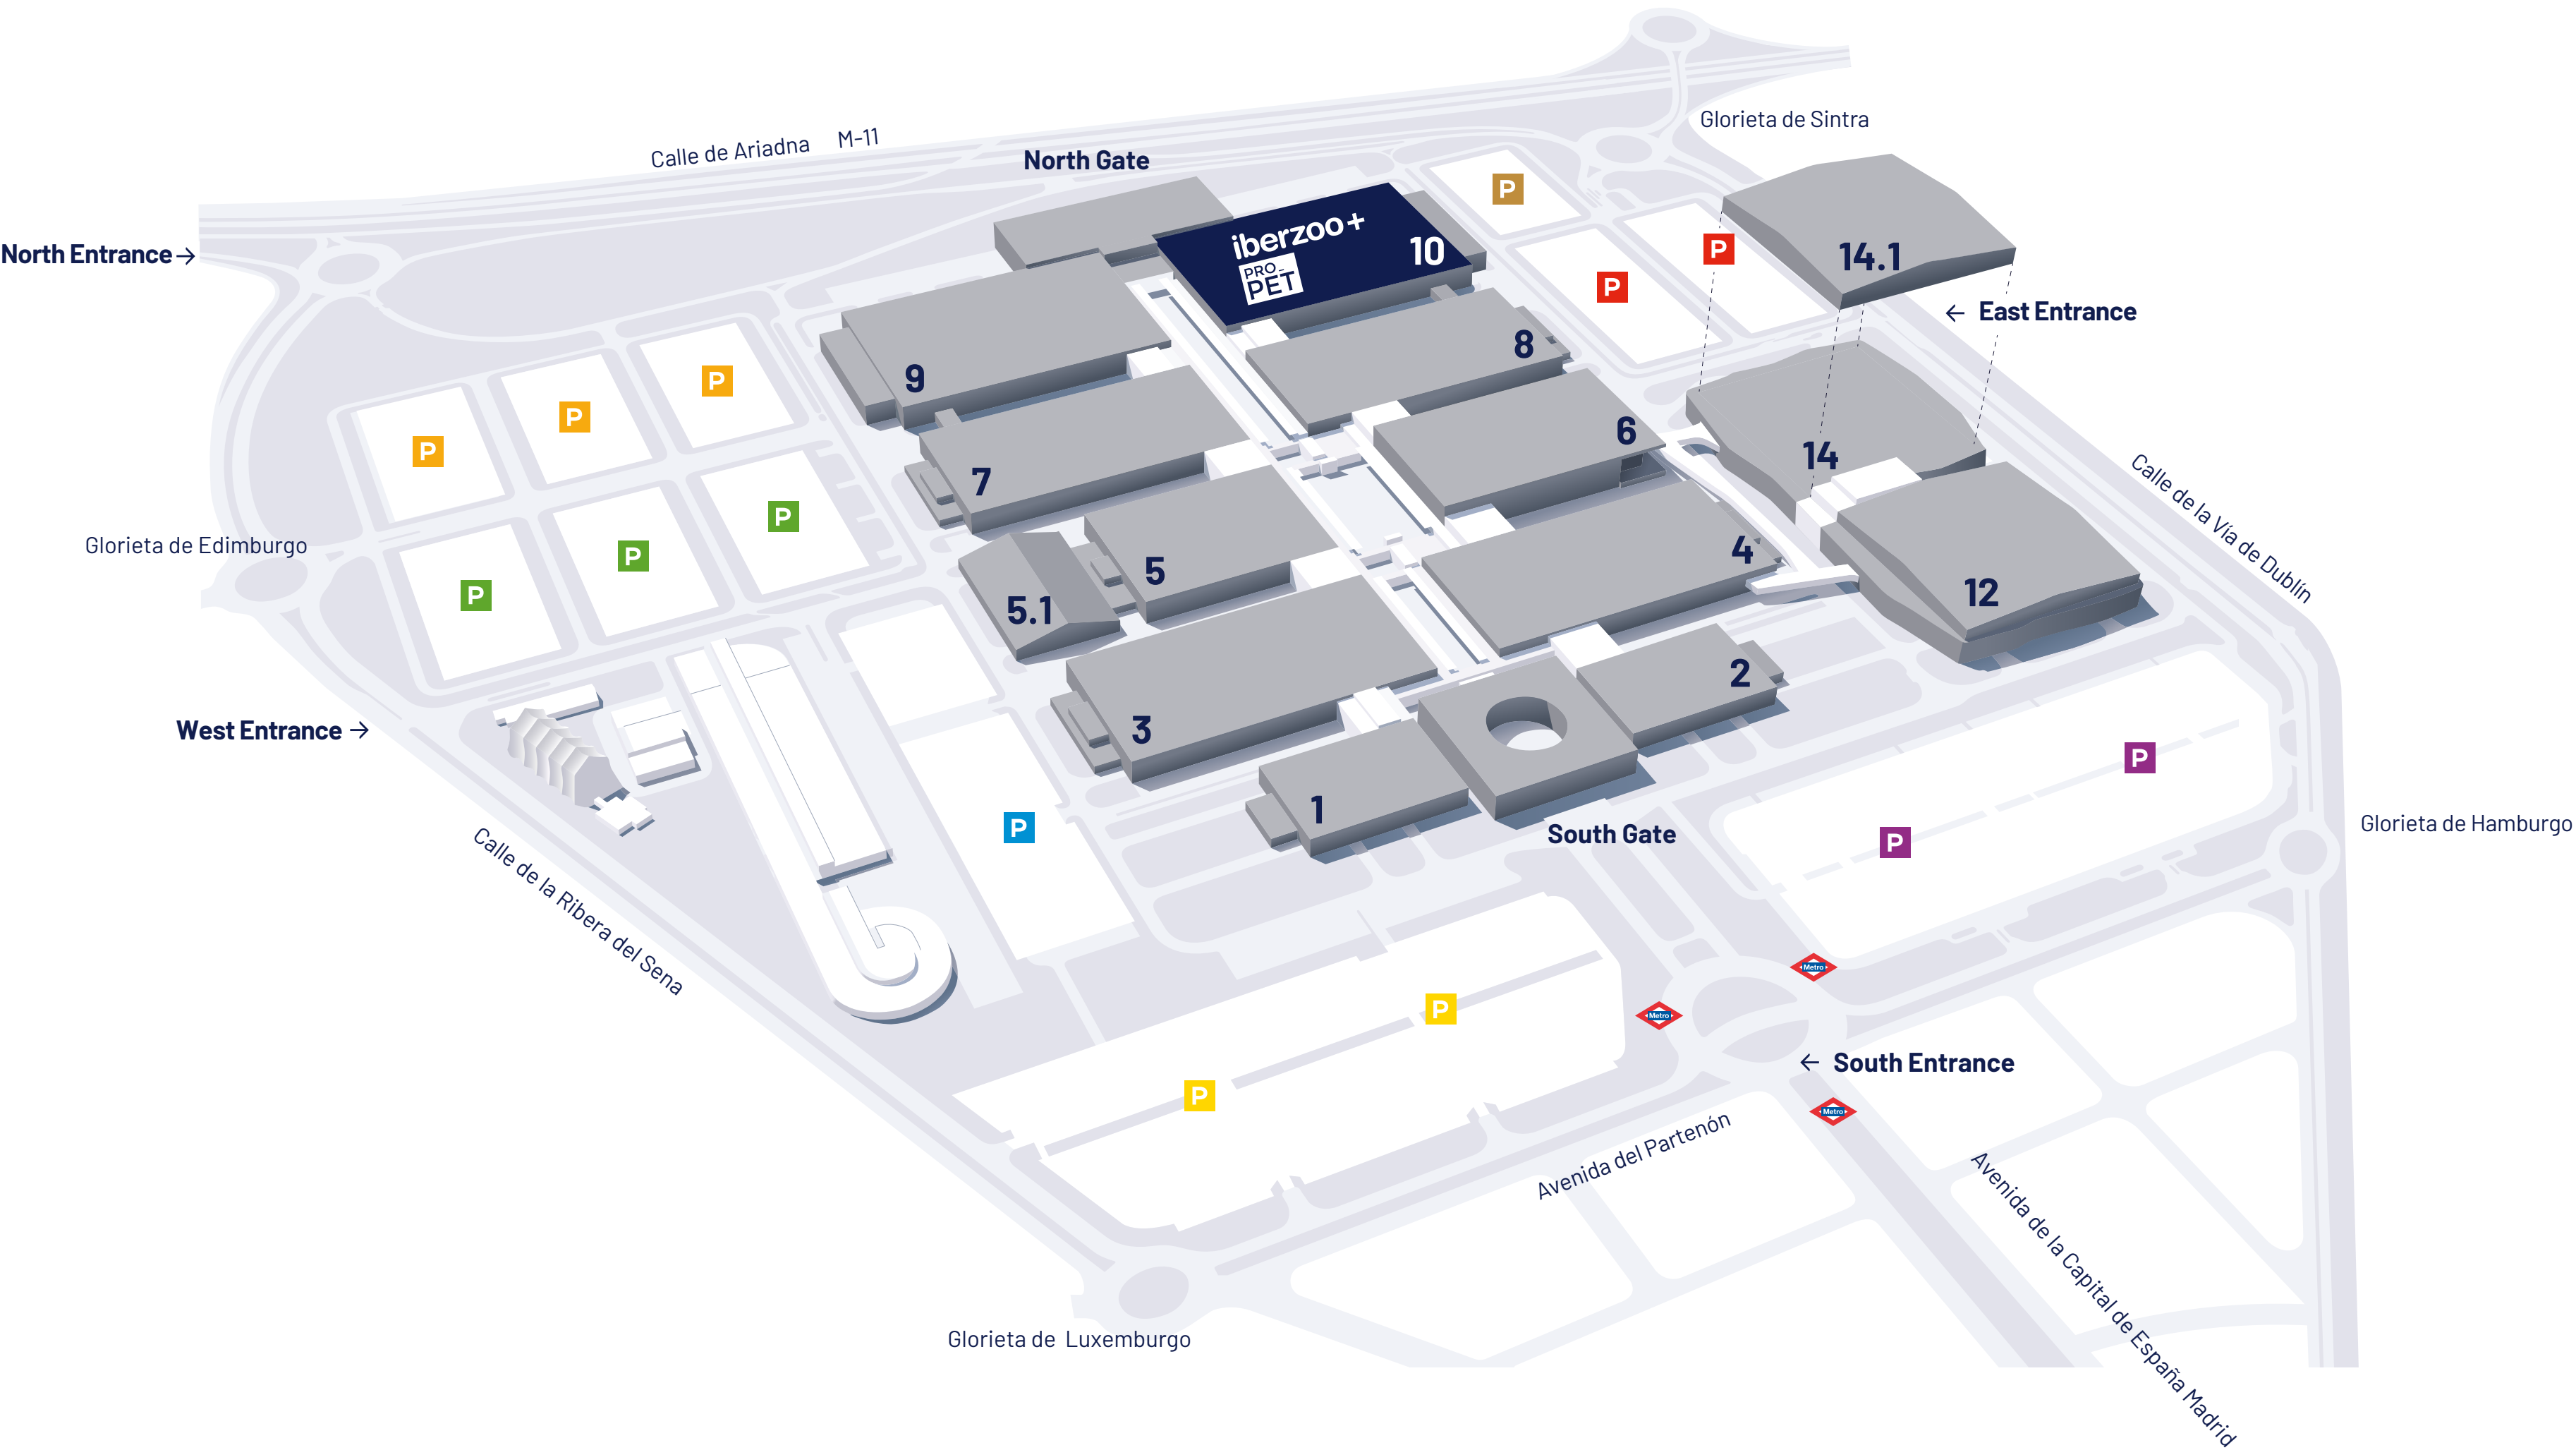 Glorieta de Sintra
Calle de Ariadna M-11
North Gate
P
iberzoo+
PRO-
PET
10
P
P
14.1
North Entrance→
← East Entrance
8
9
P
P
P
6
14
7
Calle de la Vía de Dublín
P
P
P
Glorieta de Edimburgo
5
4
12
5.1
2
West Entrance →
3
P
1
P
South Gate
P
Glorieta de Hamburgo
Calle de la Ribera del Sena
Metro
P
Metro
← South Entrance
P
Metro
Avenida del Partenón
Avenida de la Capital de España Madrid
Glorieta de Luxemburgo